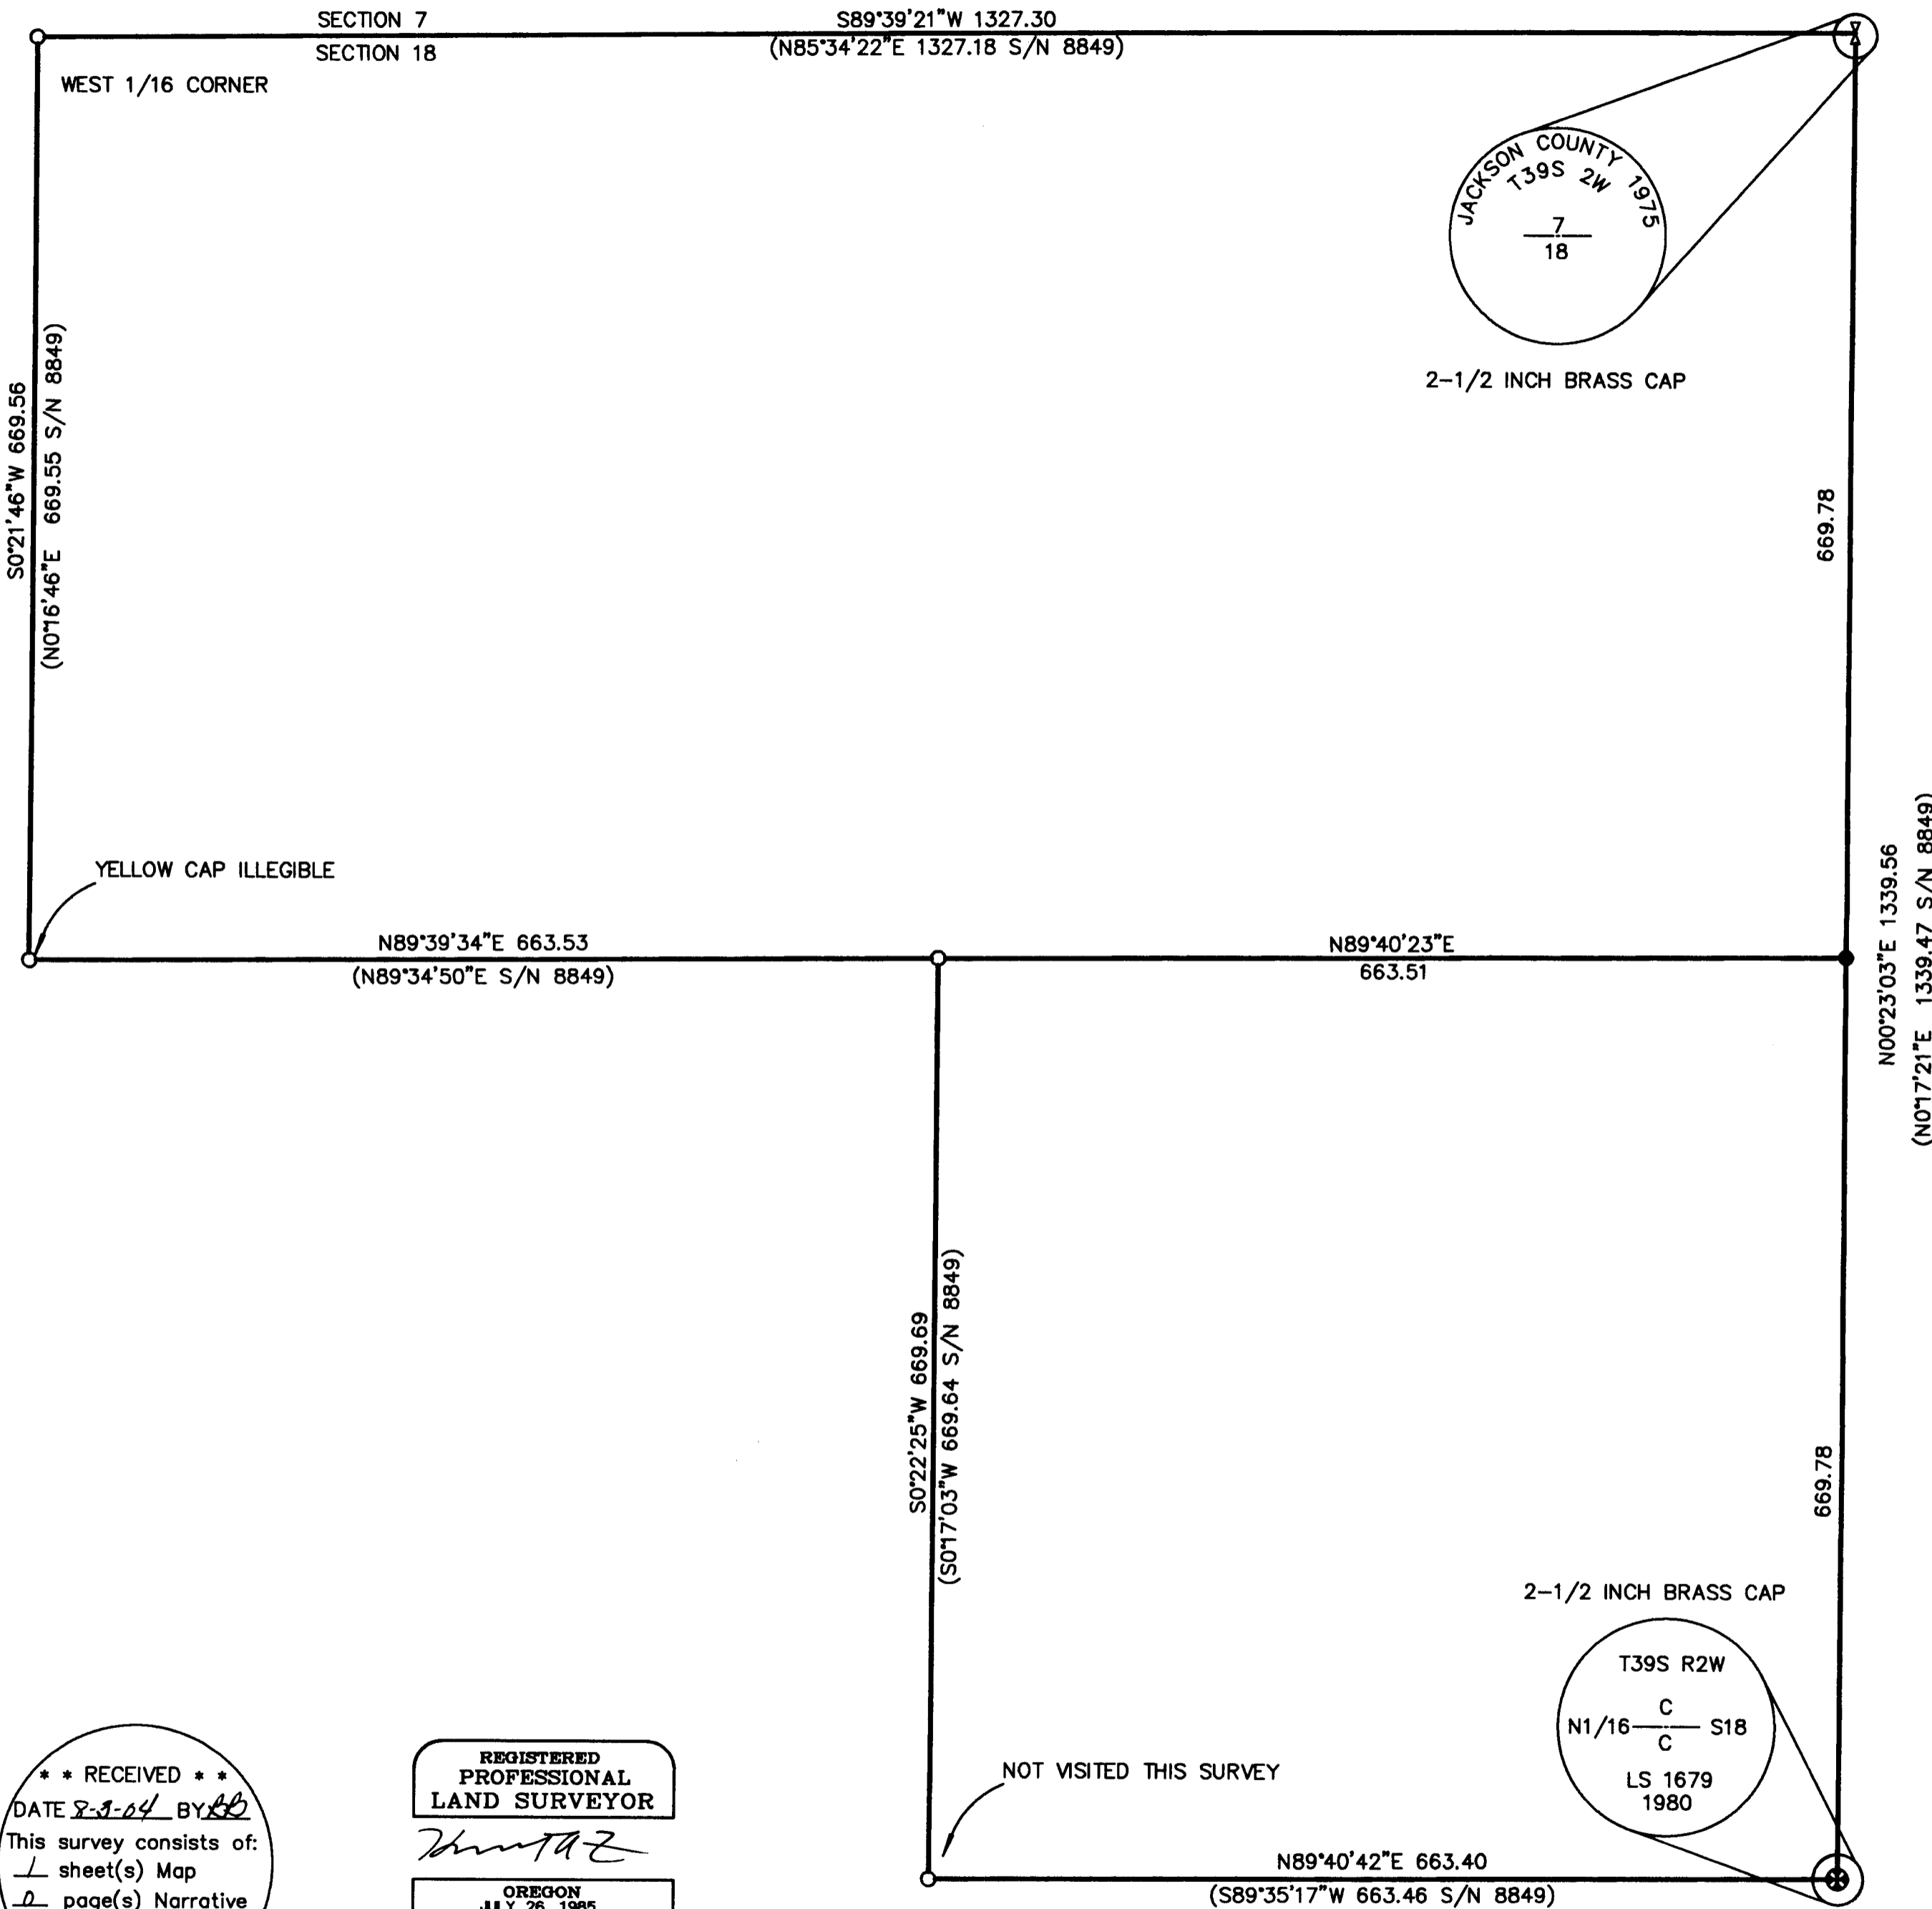 SECTION 7
S89°39'21"W 1327.30
SECTION 18
(N85°34'22"E 1327.18 S/N 8849)
WEST 1/16 CORNER
JACKSON COUNTY 1975
T39S 2W
7
18
2-1/2 INCH BRASS CAP
S0°21'46"W 669.56
(N0°16'46"E 669.55 S/N 8849)
669.78
YELLOW CAP ILLEGIBLE
N89°39'34"E 663.53
(N89°34'50"E S/N 8849)
N89°40'23"E
663.51
N00°23'03"E 1339.56
(N0°17'21"E 1339.47 S/N 8849)
S0°22'25"W 669.69
(S0°17'03"W 669.64 S/N 8849)
669.78
2-1/2 INCH BRASS CAP
T39S R2W
C
N1/16 S18
C
LS 1679
1980
NOT VISITED THIS SURVEY
N89°40'42"E 663.40
(S89°35'17"W 663.46 S/N 8849)
* * RECEIVED * *
DATE 8-3-04 BY
This survey consists of:
1 sheet(s) Map
0 page(s) Narrative
REGISTERED
PROFESSIONAL
LAND SURVEYOR
OREGON
JULY 26, 1985